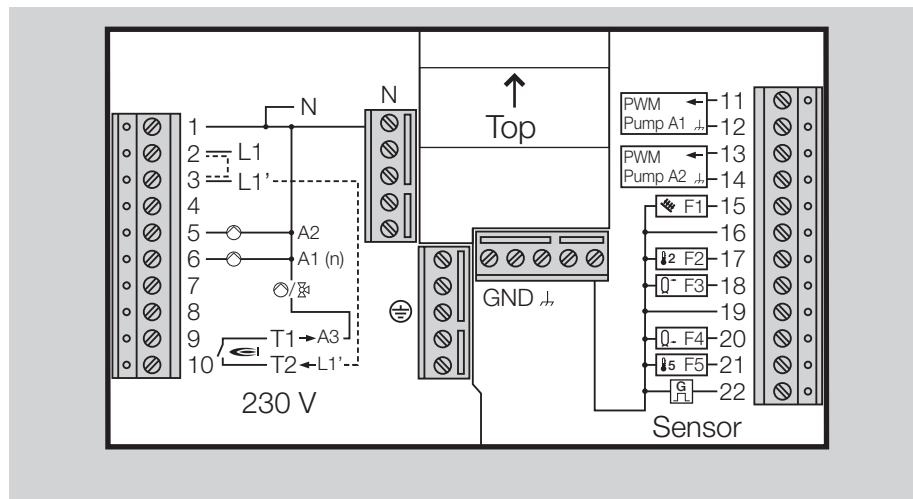 N
N
1
2 L1
3 L1'
4
5 A2
6 A1 (n)
7
8
9 T1 A3
10 T2 L1'
230 V
Top
GND
PWM
Pump A1
11
12
PWM
Pump A2
13
14
F1 15
16
2 F2 17
F3 18
19
F4 20
5 F5 21
G 22
Sensor